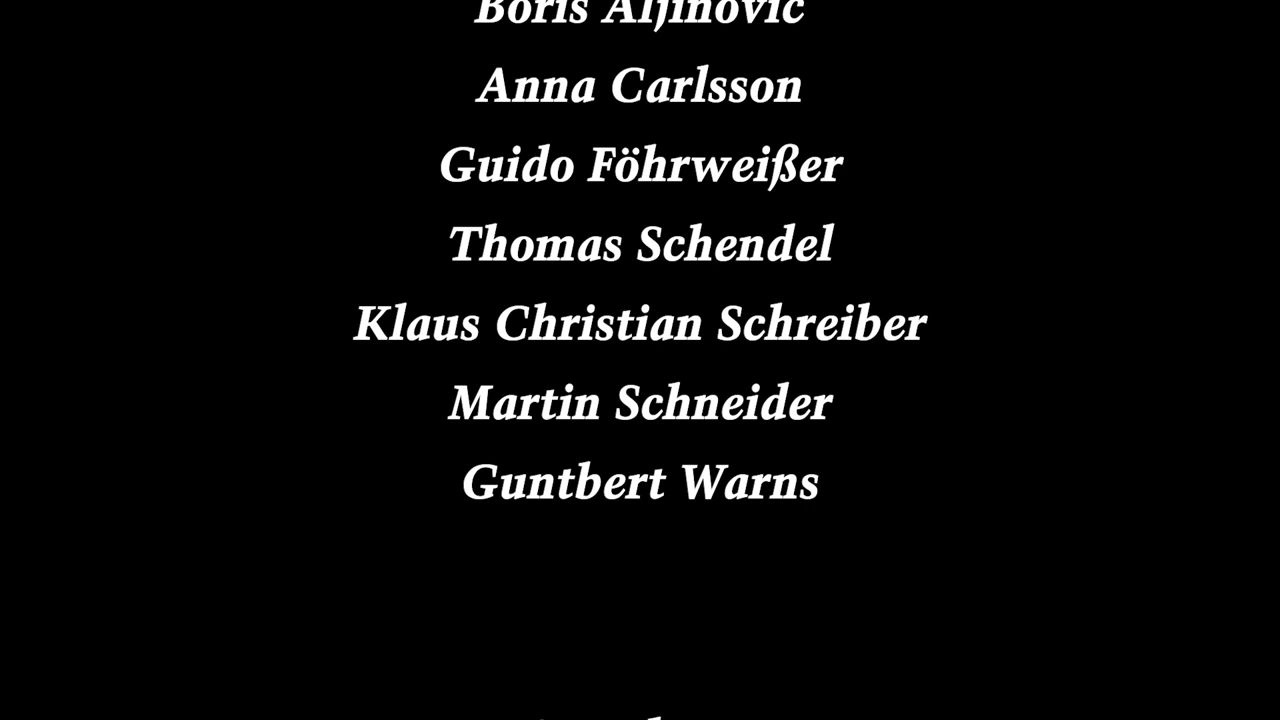 Boris Aljinovic
Anna Carlsson
Guido Föhrweißer
Thomas Schendel
Klaus Christian Schreiber
Martin Schneider
Guntbert Warns